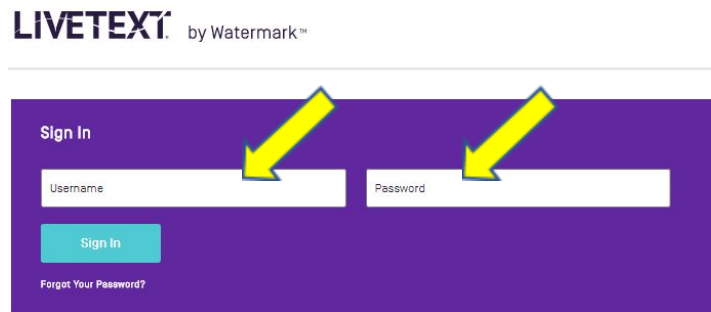 LIVETEXT by Watermark™
Sign In
Username Password
Sign In
Forgot Your Password?